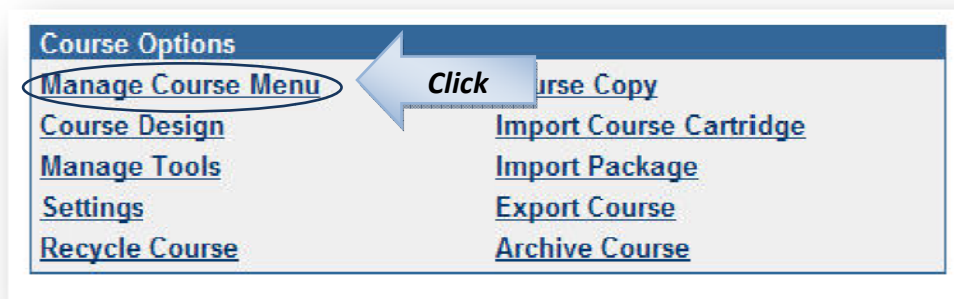 Course Options
Manage Course Menu
Click
urse Copy
Course Design
Import Course Cartridge
Manage Tools
Import Package
Settings
Export Course
Recycle Course
Archive Course